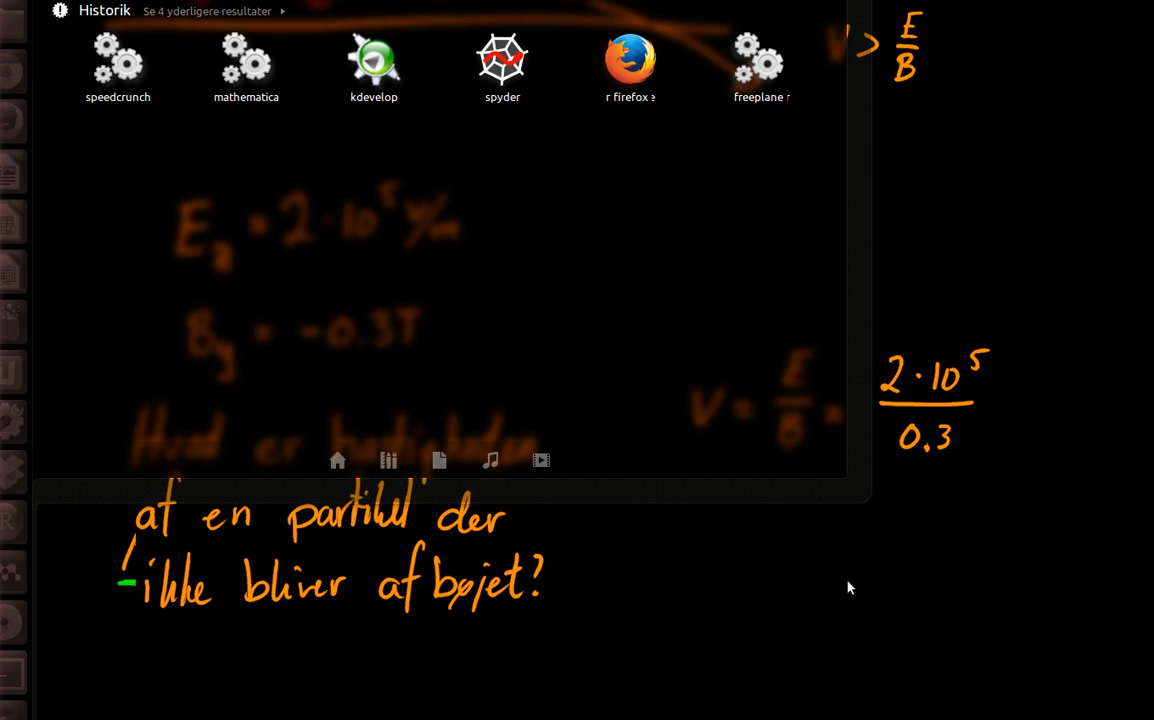 Historik Se 4 yderligere resultater
speedcrunch mathematica kdevelop spyder r firefox e freeplane r
V > E/B
E_z = 2 · 10^5 V/m
B_y = -0.3T
V = E/B = 2 · 10^5 / 0.3
Hvad er hastigheden
af en partikel der
ikke bliver afbøjet?